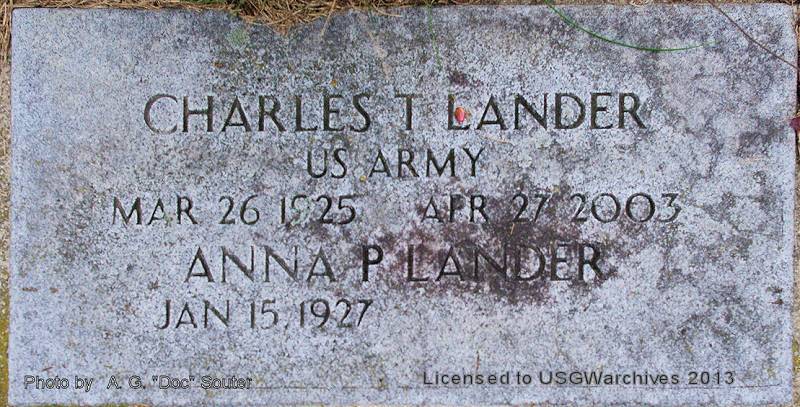 CHARLES T LANDER
US ARMY
MAR 26 1925 APR 27 2003
ANNA P LANDER
JAN 15, 1927
Photo by A. G. "Doc" Souter Licensed to USGWarchives 2013